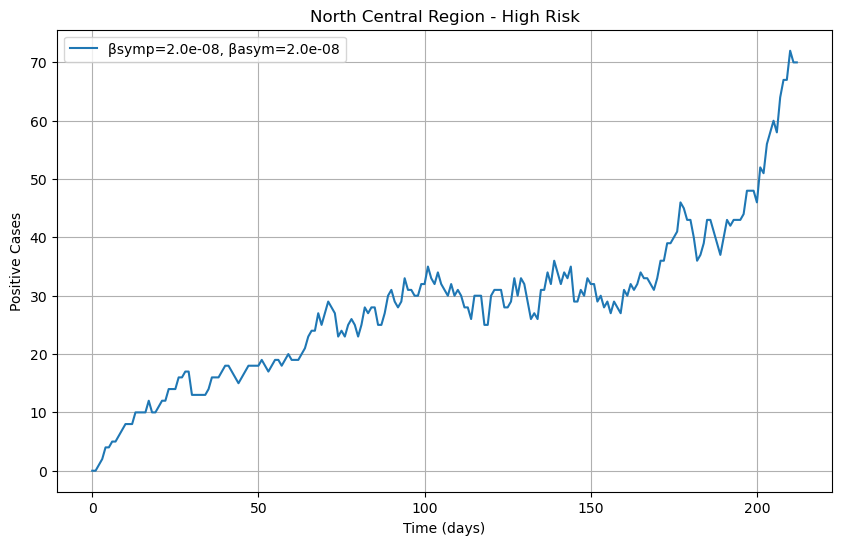 North Central Region - High Risk
βsymp=2.0e-08, βasym=2.0e-08
Positive Cases
70
60
50
40
30
20
10
0
0 50 100 150 200
Time (days)